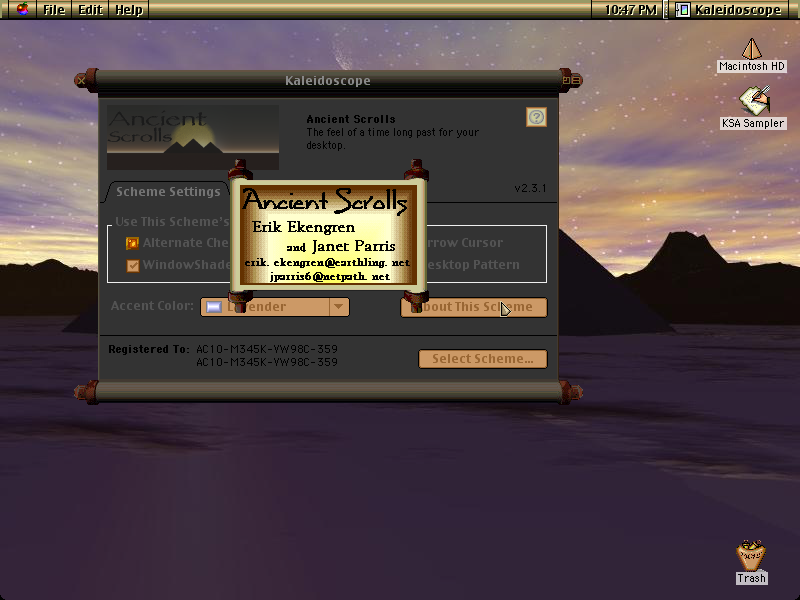 File Edit Help
10:47 PM
Kaleidoscope
Macintosh HD
KSA Sampler
Kaleidoscope
Ancient Scrolls
Ancient Scrolls
The feel of a time long past for your
desktop.
v2.3.1
Scheme Settings
Use This Scheme's
Alternate Che
rrow Cursor
WindowShade
esktop Pattern
Ancient Scrolls
Erik Ekengren
and Janet Parris
erik. ekengren@earthling. net
jparris6@netpath. net
Accent Color:
Lavender
About This Scheme
Registered To: AC10-M345K-YW98C-359
AC10-M345K-YW98C-359
Select Scheme...
Trash